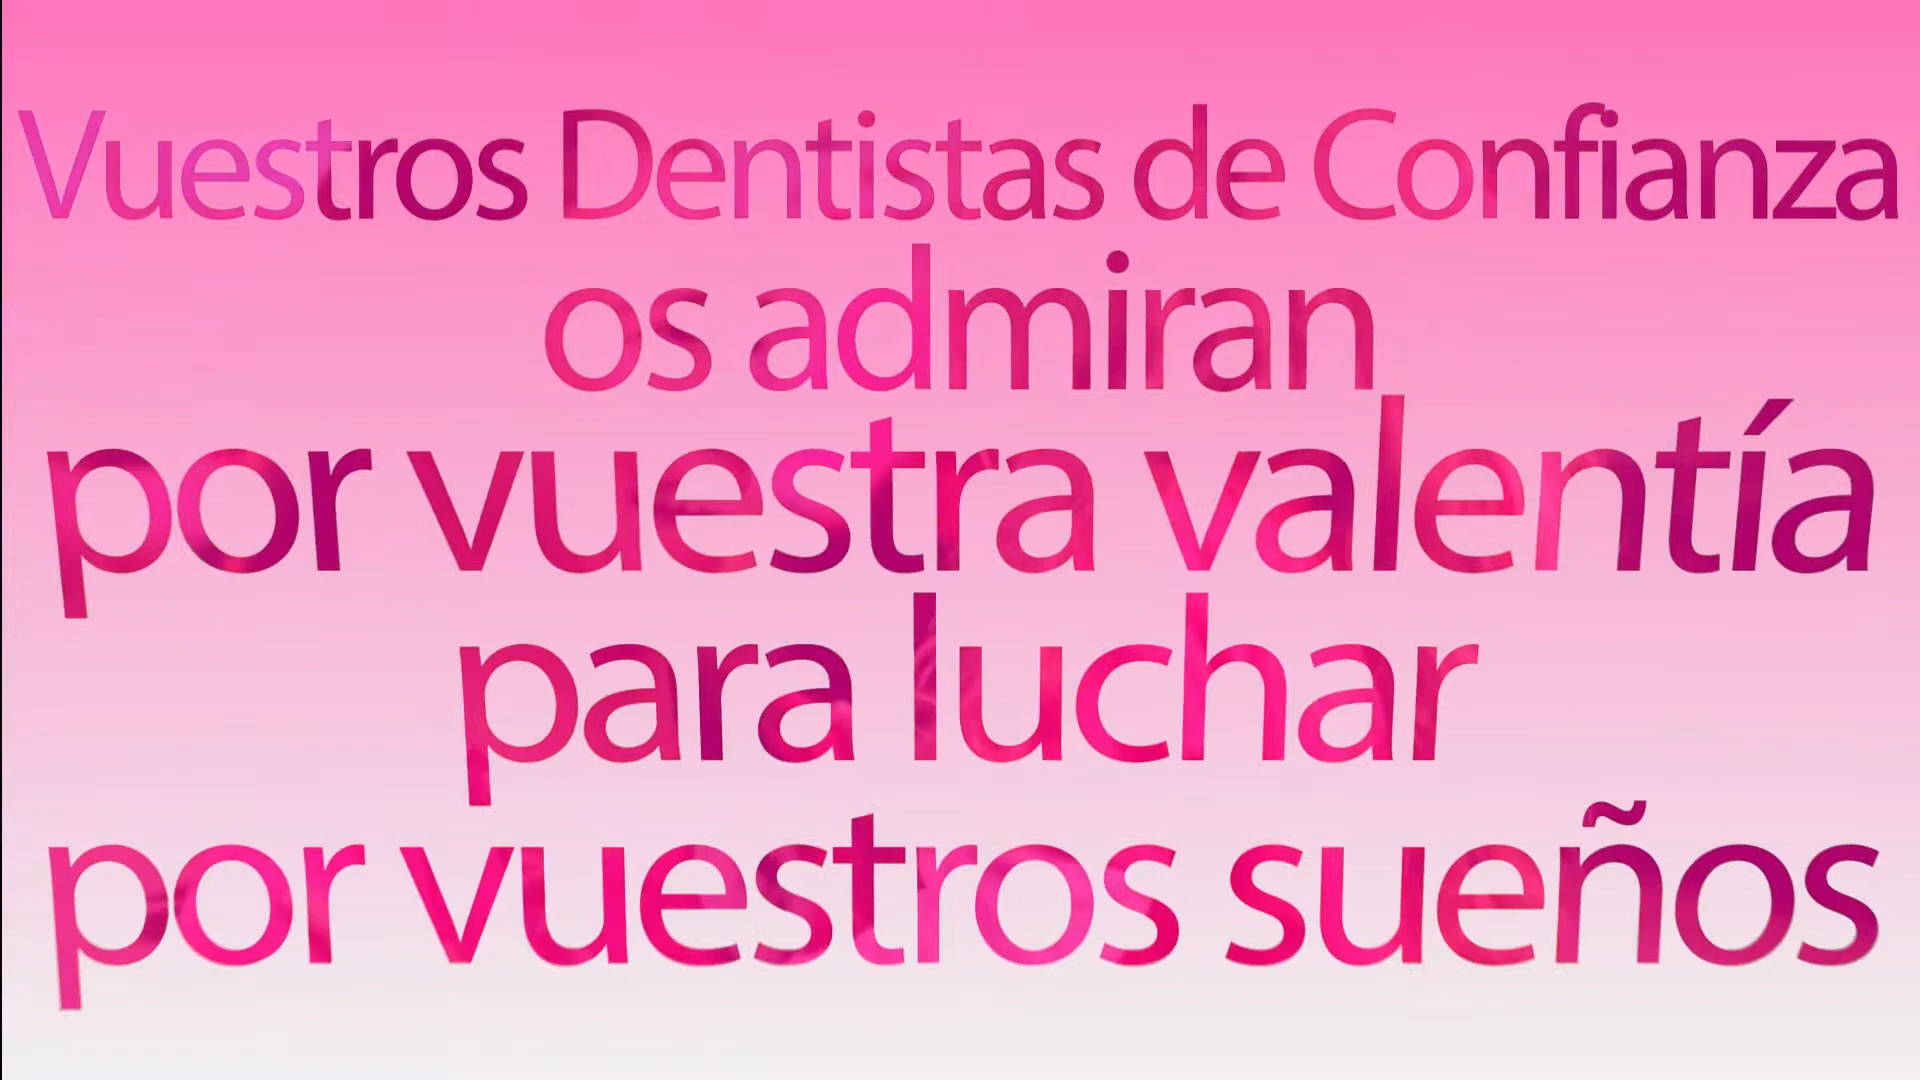 Vuestros Dentistas de Confianza
os admiran
por vuestra valentía
para luchar
por vuestros sueños